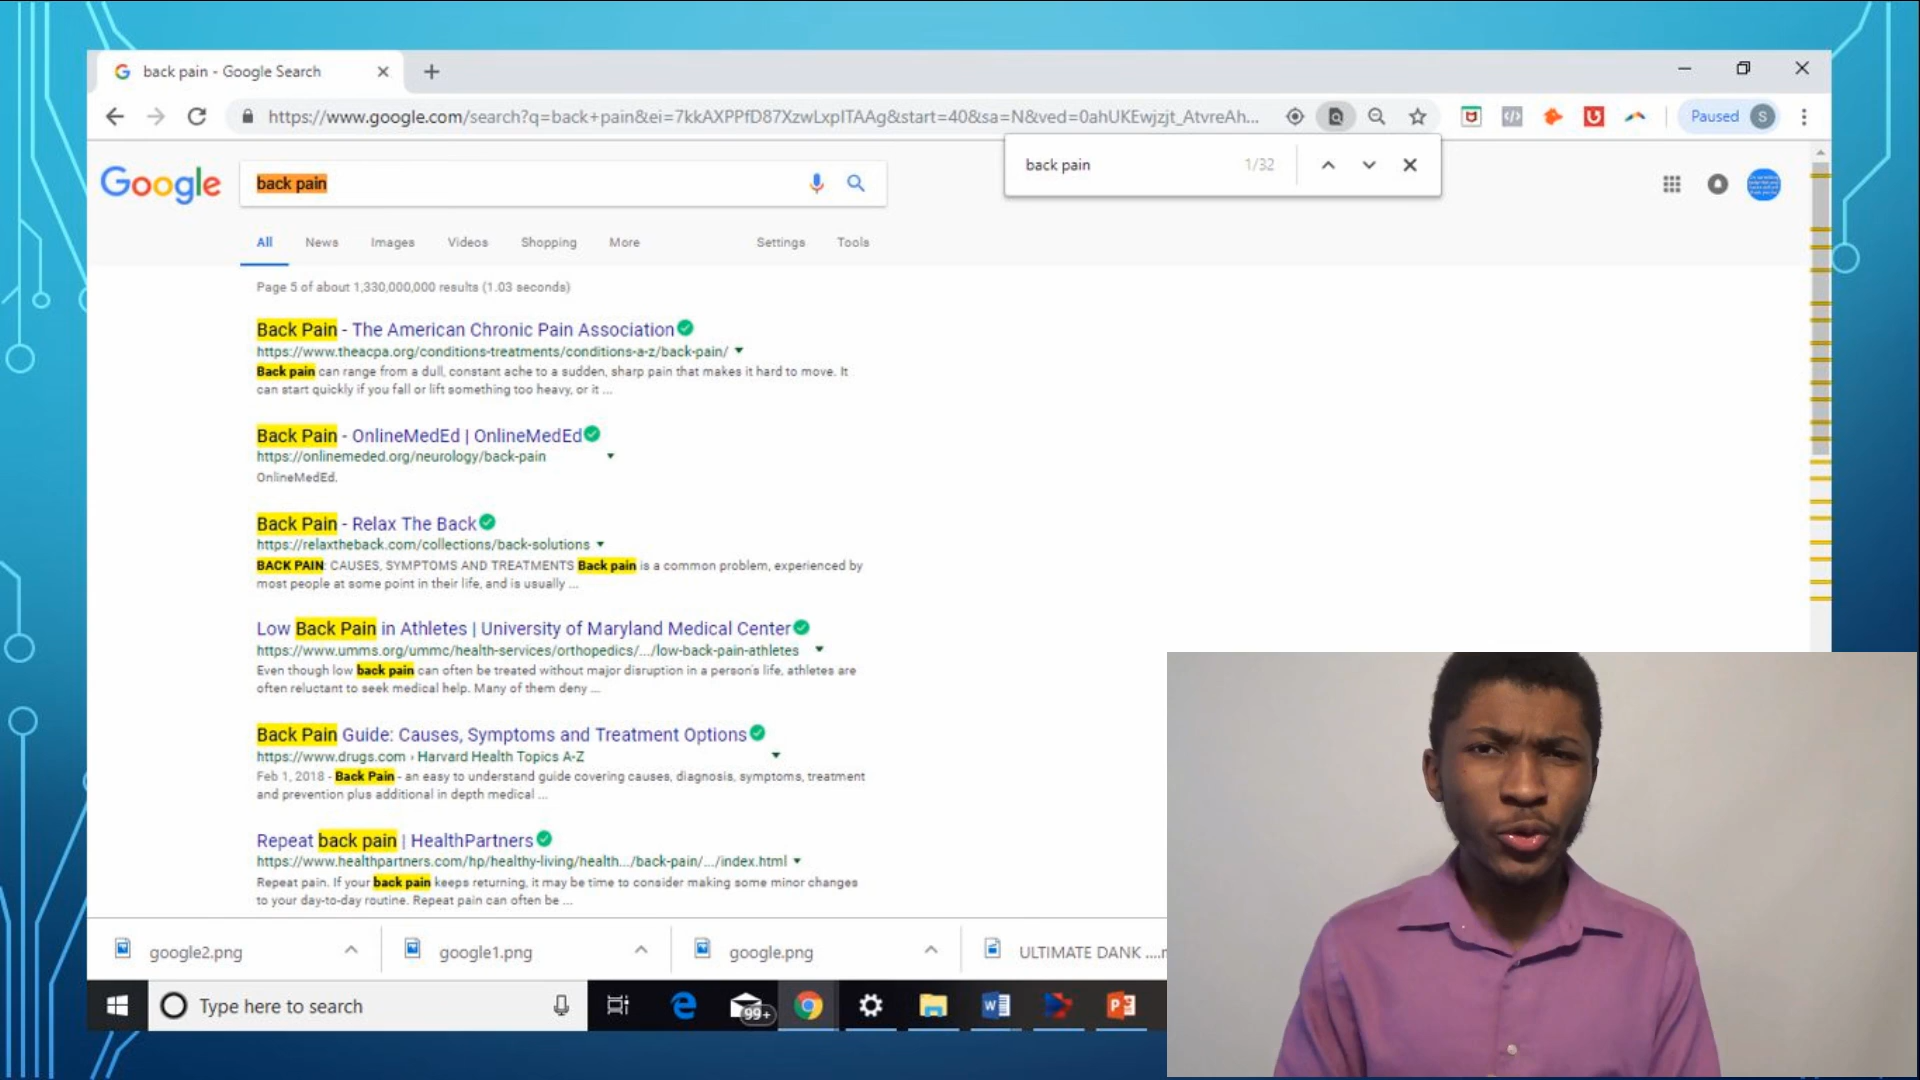 back pain - Google Search
https://www.google.com/search?q=back+pain&ei=7kkAXPPfD87XzwLxpITAAg&start=40&sa=N&ved=0ahUKEwjzjt_AtvreAh...
Paused S
back pain 1/32
Google
back pain
All News Images Videos Shopping More Settings Tools
Page 5 of about 1,330,000,000 results (1.03 seconds)
Back Pain - The American Chronic Pain Association
https://www.theacpa.org/conditions-treatments/conditions-a-z/back-pain/
Back pain can range from a dull, constant ache to a sudden, sharp pain that makes it hard to move. It
can start quickly if you fall or lift something too heavy, or it ...
Back Pain - OnlineMedEd | OnlineMedEd
https://onlinemeded.org/neurology/back-pain
OnlineMedEd.
Back Pain - Relax The Back
https://relaxtheback.com/collections/back-solutions
BACK PAIN: CAUSES, SYMPTOMS AND TREATMENTS Back pain is a common problem, experienced by
most people at some point in their life, and is usually ...
Low Back Pain in Athletes | University of Maryland Medical Center
https://www.umms.org/ummc/health-services/orthopedics/.../low-back-pain-athletes
Even though low back pain can often be treated without major disruption in a person's life, athletes are
often reluctant to seek medical help. Many of them deny ...
Back Pain Guide: Causes, Symptoms and Treatment Options
https://www.drugs.com › Harvard Health Topics A-Z
Feb 1, 2018 - Back Pain - an easy to understand guide covering causes, diagnosis, symptoms, treatment
and prevention plus additional in depth medical ...
Repeat back pain | HealthPartners
https://www.healthpartners.com/hp/healthy-living/health.../back-pain/.../index.html
Repeat pain. If your back pain keeps returning, it may be time to consider making some minor changes
to your day-to-day routine. Repeat pain can often be ...
google2.png google1.png google.png ULTIMATE DANK ....
Type here to search
99+